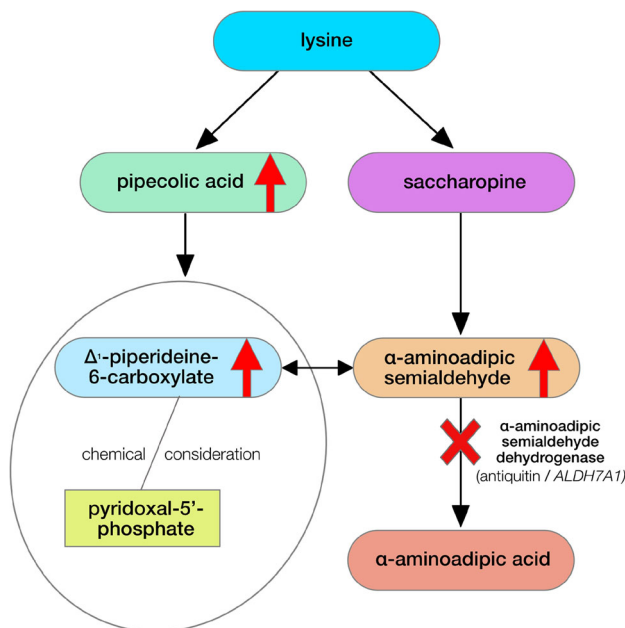 lysine
pipecolic acid
saccharopine
Δ¹-piperideine-
6-carboxylate
α-aminoadipic
semialdehyde
chemical consideration
α-aminoadipic
semialdehyde
dehydrogenase
(antiquitin / ALDH7A1)
pyridoxal-5'-
phosphate
α-aminoadipic acid